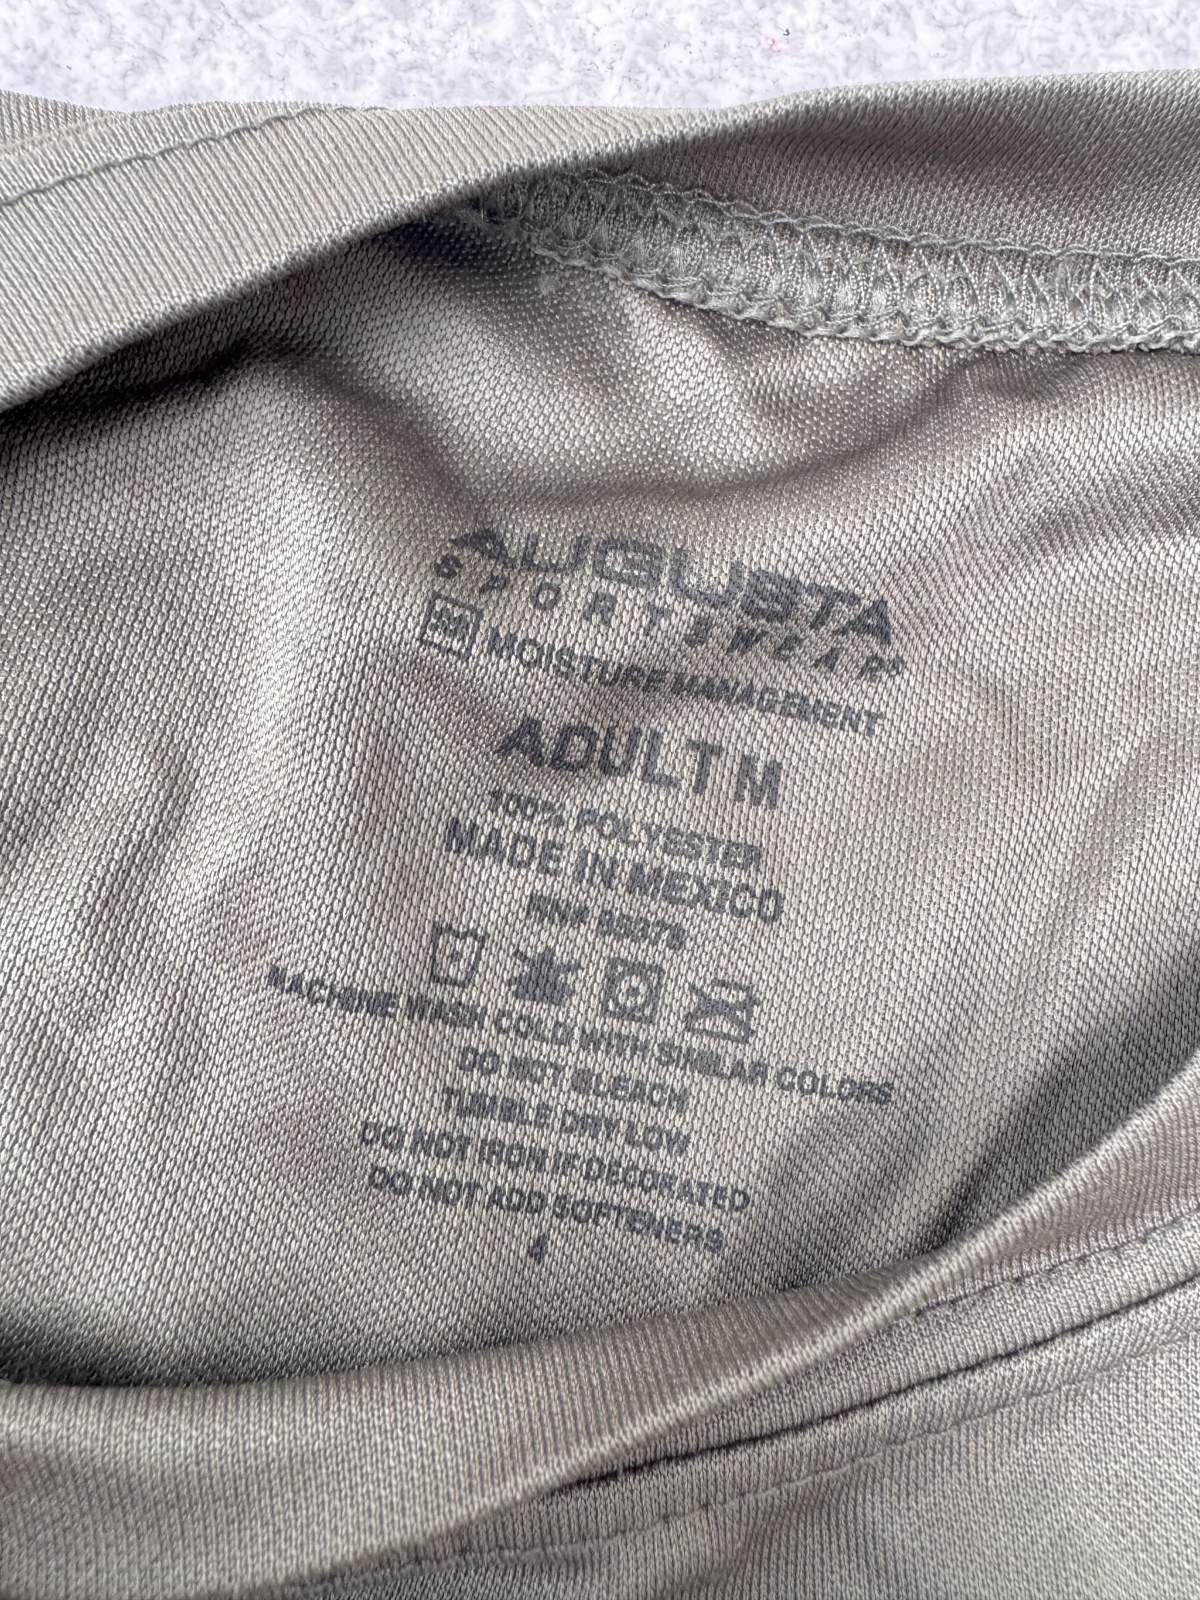 AUGUSTA
SPORTSWEAR®
MOISTURE MANAGEMENT
ADULT M
100% POLYESTER
MADE IN MEXICO
RN#
MACHINE WASH COLD WITH SIMILAR COLORS
DO NOT BLEACH
TUMBLE DRY LOW
DO NOT IRON IF DECORATED
DO NOT ADD SOFTENERS